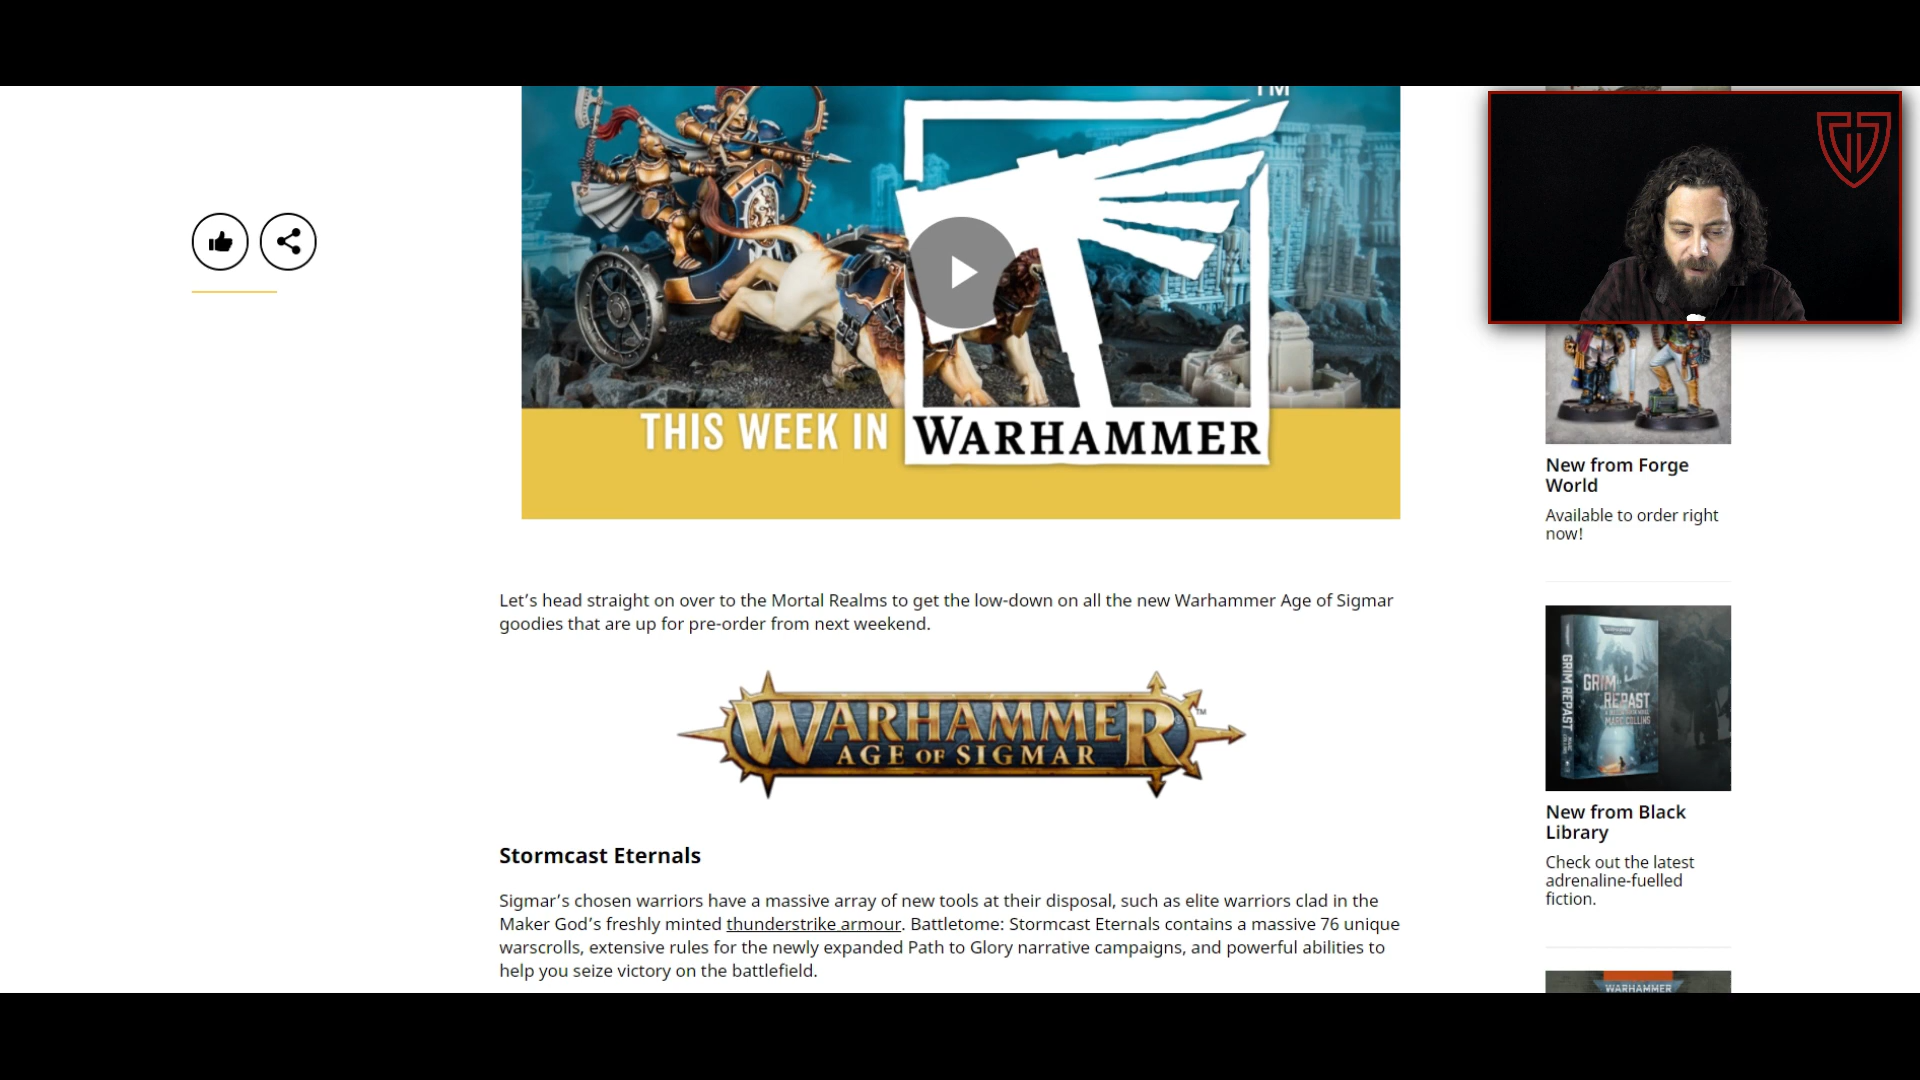 TM
THIS WEEK IN WARHAMMER
Let’s head straight on over to the Mortal Realms to get the low-down on all the new Warhammer Age of Sigmar
goodies that are up for pre-order from next weekend.
WARHAMMER
AGE OF SIGMAR
Stormcast Eternals
Sigmar’s chosen warriors have a massive array of new tools at their disposal, such as elite warriors clad in the
Maker God’s freshly minted thunderstrike armour. Battletome: Stormcast Eternals contains a massive 76 unique
warscrolls, extensive rules for the newly expanded Path to Glory narrative campaigns, and powerful abilities to
help you seize victory on the battlefield.
New from Forge
World
Available to order right
now!
GRIM REPAST
GRIM
REPAST
MARC COLLINS
New from Black
Library
Check out the latest
adrenaline-fuelled
fiction.
WARHAMMER